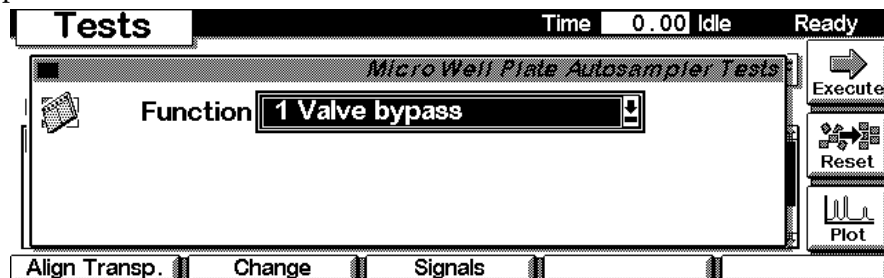 Tests Time 0.00 Idle Ready
Micro Well Plate Autosampler Tests
Execute
Function 1 Valve bypass
Reset
Plot
Align Transp. Change Signals